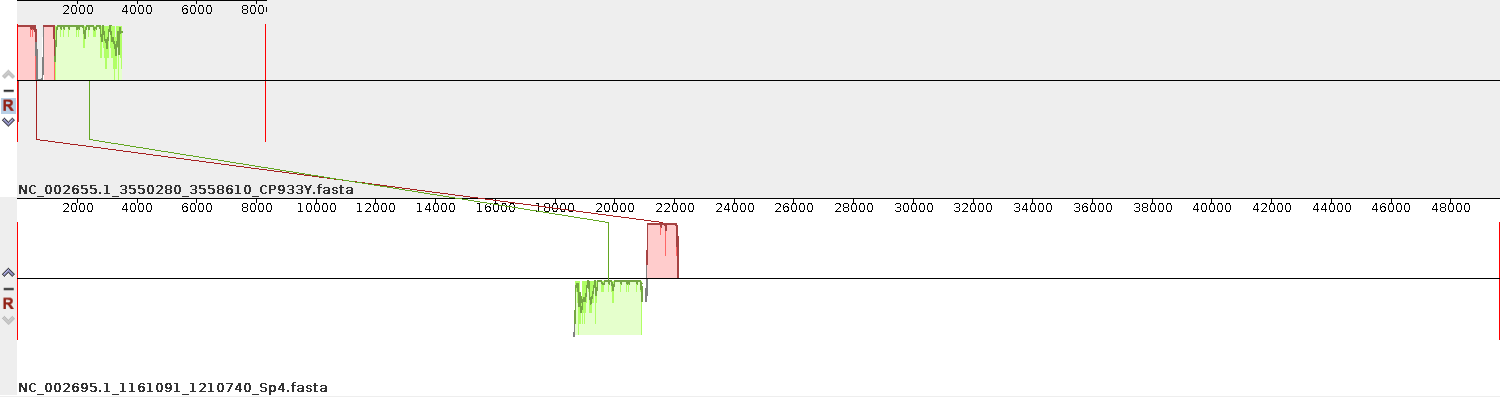 2000 4000 6000 800
R
NC_002655.1_3550280_3558610_CP933Y.fasta
2000 4000 6000 8000 10000 12000 14000 16000 18000 20000 22000 24000 26000 28000 30000 32000 34000 36000 38000 40000 42000 44000 46000 48000
R
NC_002695.1_1161091_1210740_Sp4.fasta